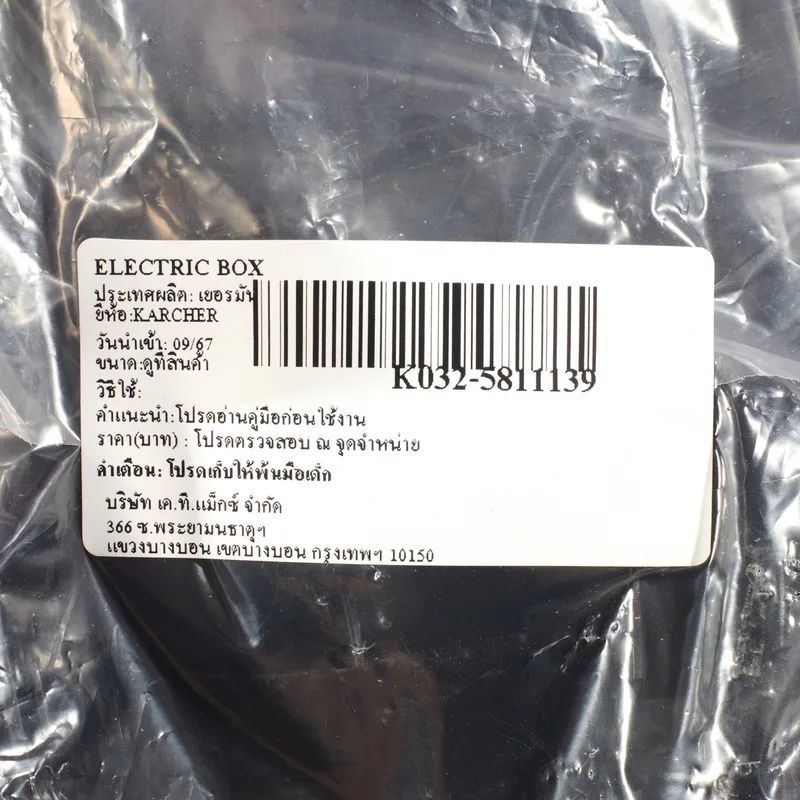 ELECTRIC BOX
ประเทศผลิต: เยอรมัน
ยี่ห้อ:KARCHER
วันนำเข้า: 09/67
ขนาด:ดูที่สินค้า
K032-5811139
วิธีใช้:
คำแนะนำ:โปรดอ่านคู่มือก่อนใช้งาน
ราคา(บาท) : โปรดตรวจสอบ ณ จุดจำหน่าย
คำเตือน: โปรดเก็บให้พ้นมือเด็ก
บริษัท เค.ที.แม็กซ์ จำกัด
366 ซ.พระยามนธาตุฯ
แขวงบางบอน เขตบางบอน กรุงเทพฯ 10150